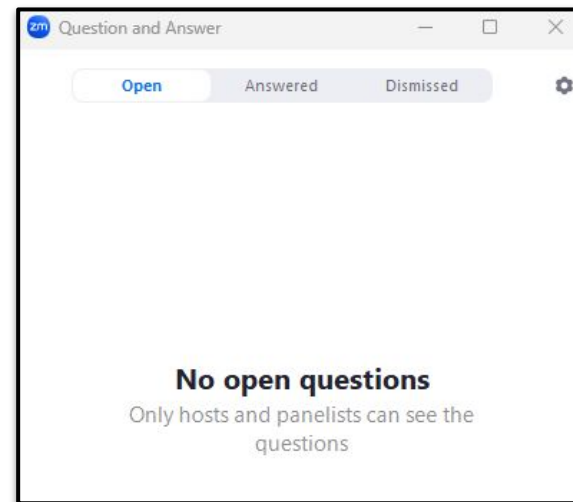 zm Question and Answer
Open Answered Dismissed
No open questions
Only hosts and panelists can see the
questions